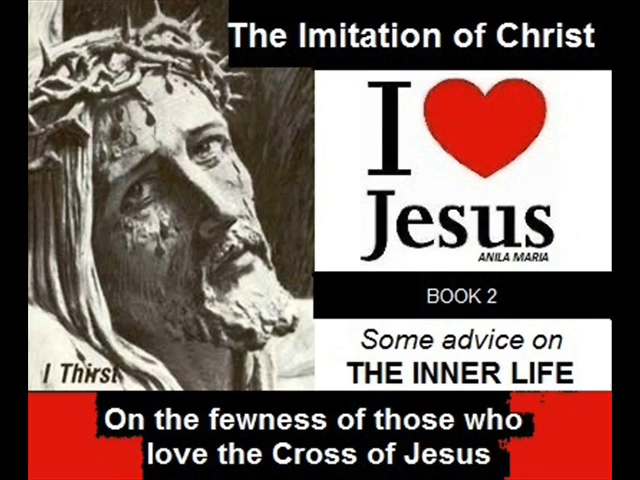 The Imitation of Christ
I
Jesus
ANILA MARIA
BOOK 2
Some advice on
THE INNER LIFE
I Thirst
On the fewness of those who
love the Cross of Jesus